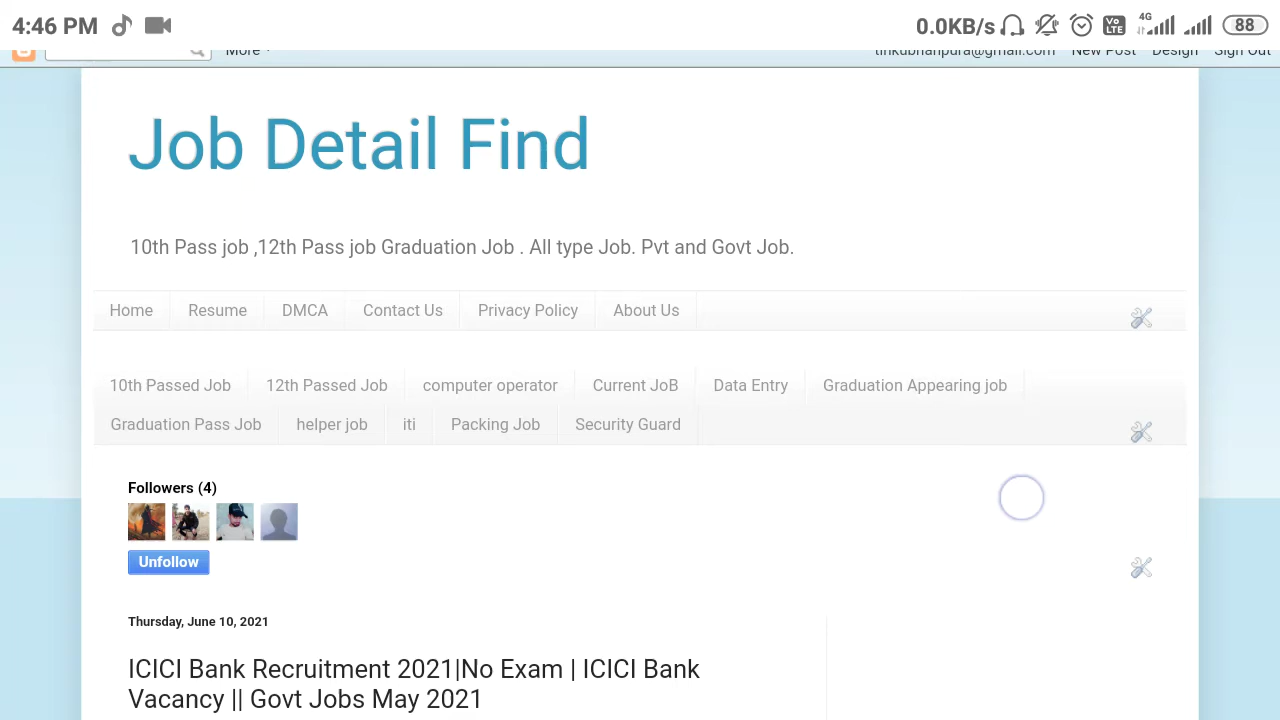 4:46 PM 0.0KB/s Vo LTE 4G 88
More
New Post Design Sign Out
Job Detail Find
10th Pass job ,12th Pass job Graduation Job . All type Job. Pvt and Govt Job.
Home Resume DMCA Contact Us Privacy Policy About Us
10th Passed Job 12th Passed Job computer operator Current JoB Data Entry Graduation Appearing job
Graduation Pass Job helper job iti Packing Job Security Guard
Followers (4)
Unfollow
Thursday, June 10, 2021
ICICI Bank Recruitment 2021|No Exam | ICICI Bank
Vacancy || Govt Jobs May 2021